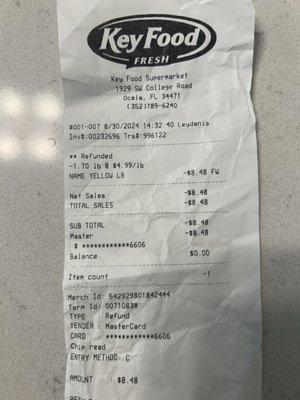 Key Food
FRESH
Key Food Supermarket
1929 SW College Road
Ocala, FL 34471
(352)789-6240
#001-007 8/30/2024 14:32:40 Leydanis
Inv#:00232696 Trs#:996122
** Refunded
-1.70 lb @ $4.99/lb
NAME YELLOW LB -$8.48 FW
Net Sales -$8.48
TOTAL SALES -$8.48
SUB TOTAL -$8.48
Master -$8.48
# ************6606
Balance $0.00
Item count -1
Merch Id: 542929801842444
Term Id: 00710838
TYPE : Refund
TENDER : MasterCard
CARD : ************6606
Chip read
ENTRY METHOD: C
AMOUNT : $8.48